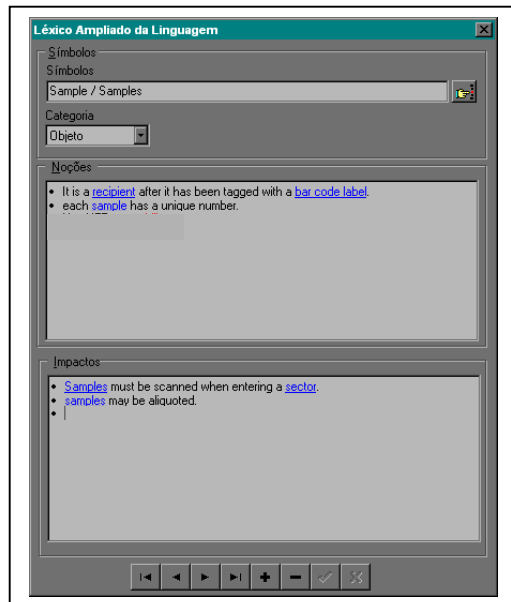 Léxico Ampliado da Linguagem
Símbolos
Símbolos
Sample / Samples
Categoria
Objeto
Noções
• It is a recipient after it has been tagged with a bar code label.
• each sample has a unique number.
Impactos
• Samples must be scanned when entering a sector.
• samples may be aliquoted.
•